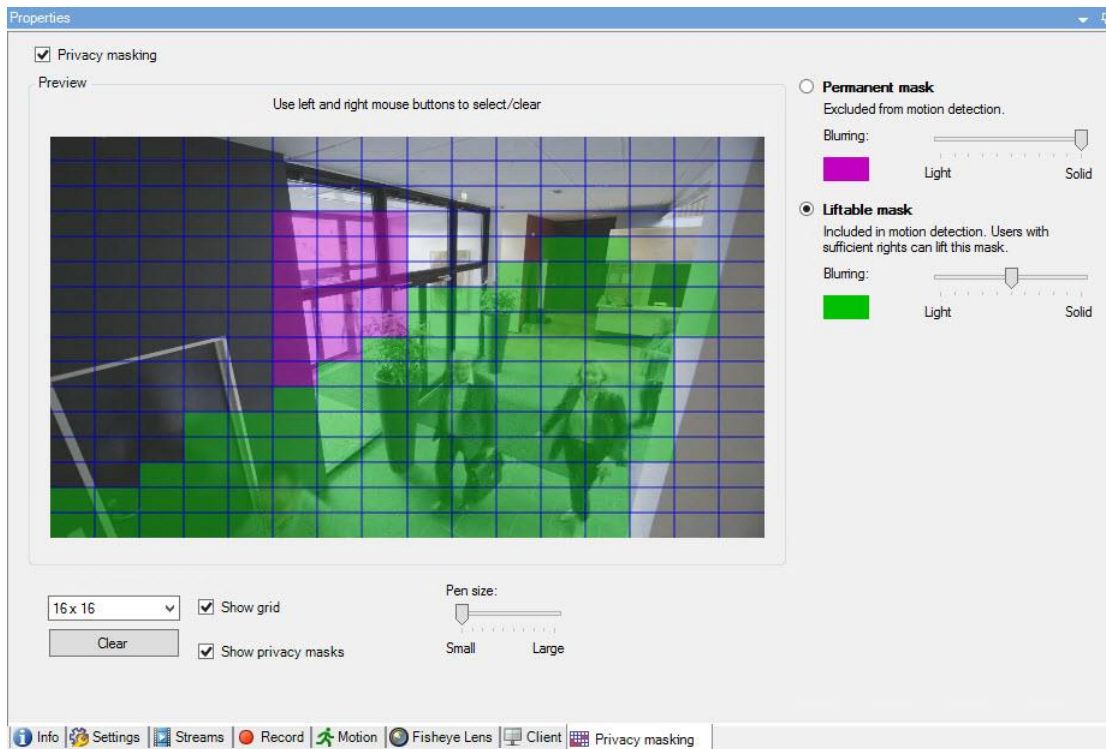 Properties
Privacy masking
Preview
Use left and right mouse buttons to select/clear
Permanent mask
Excluded from motion detection.
Blurring:
Light Solid
Liftable mask
Included in motion detection. Users with
sufficient rights can lift this mask.
Blurring:
Light Solid
16 x 16
Show grid
Clear
Show privacy masks
Pen size:
Small Large
Info Settings Streams Record Motion Fisheye Lens Client Privacy masking